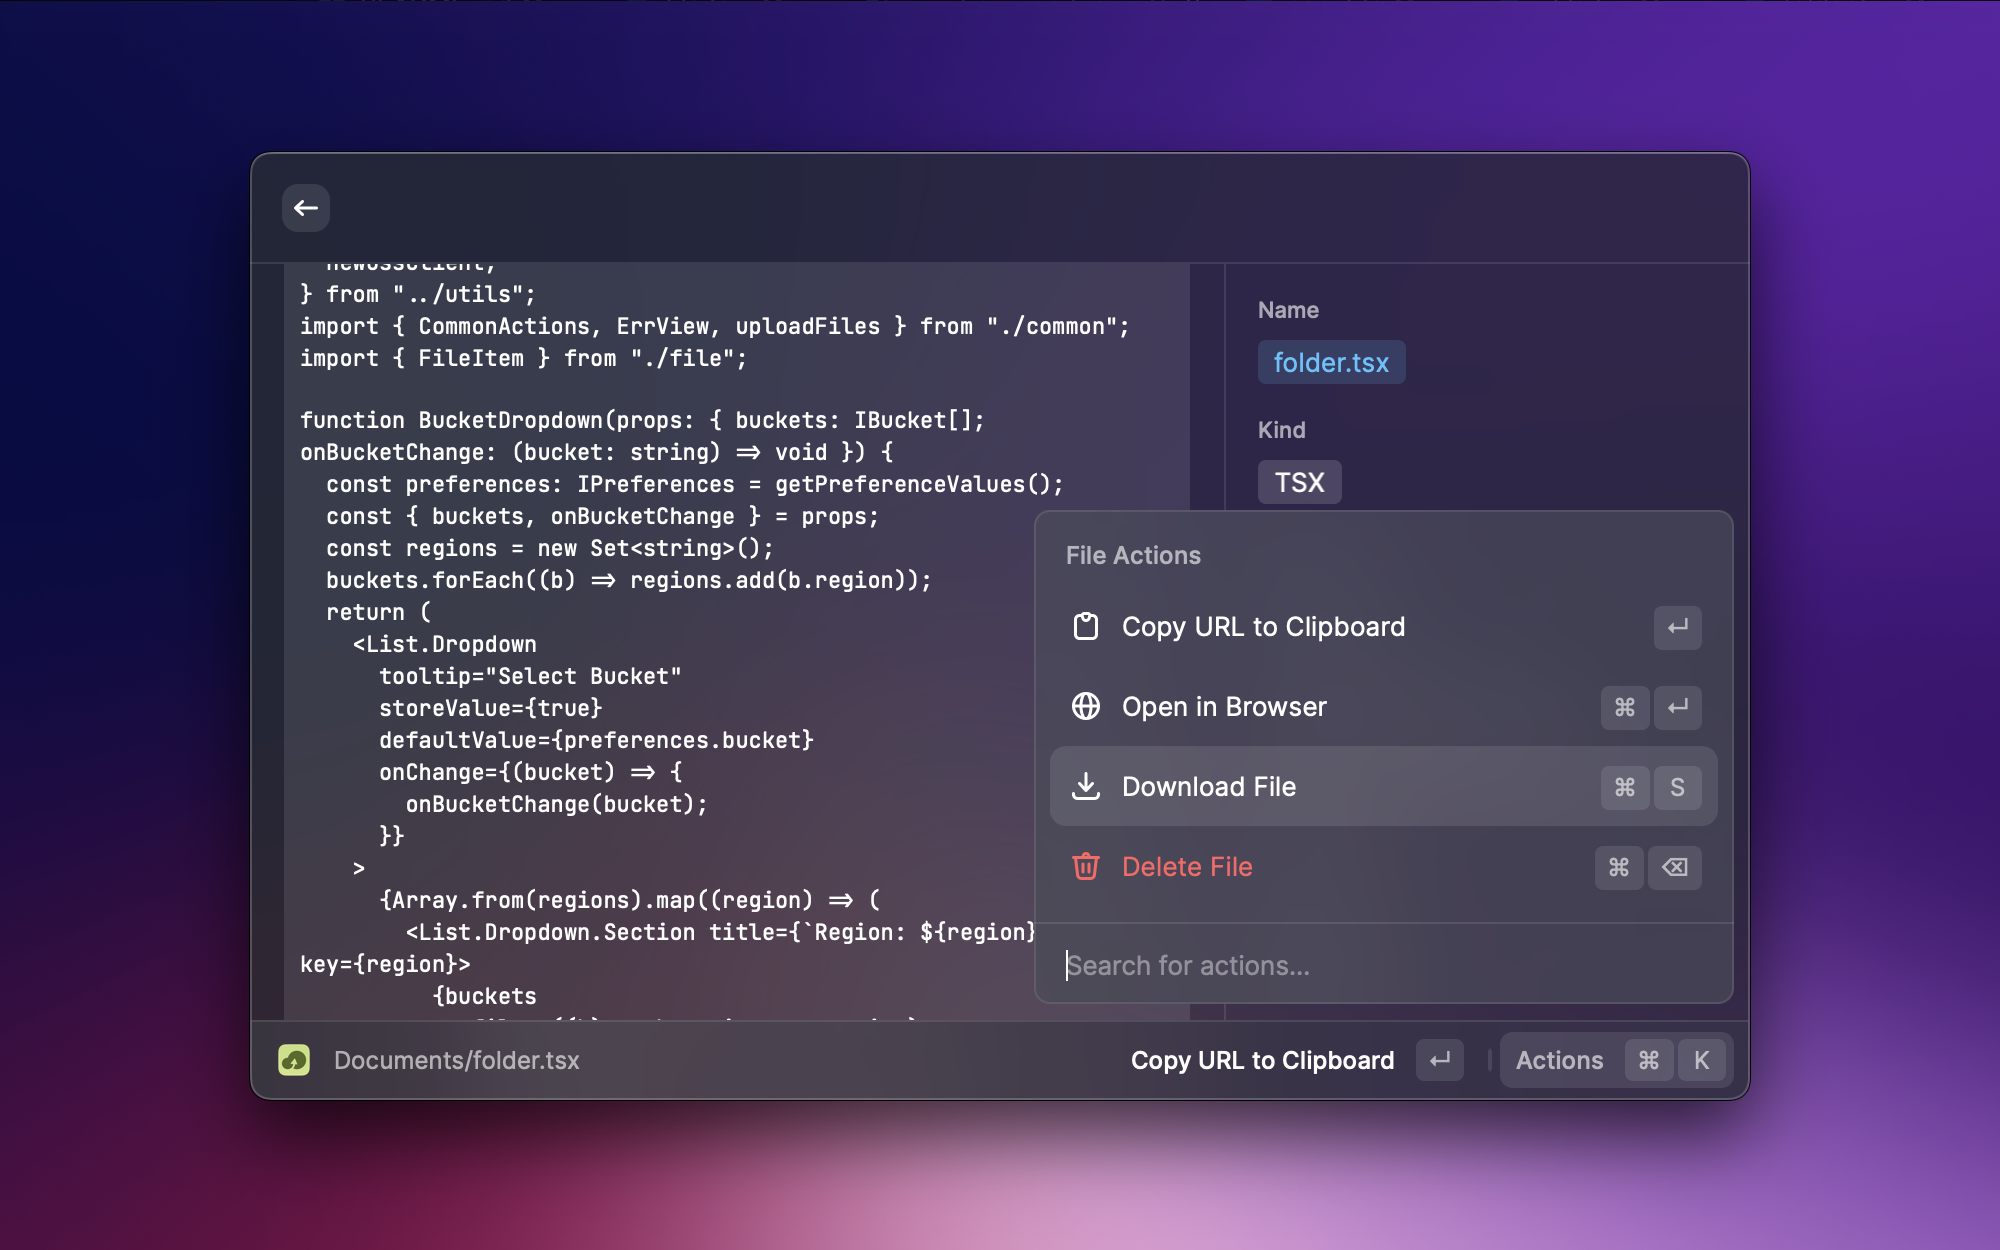 newOssClient,
} from "../utils";
import { CommonActions, ErrView, uploadFiles } from "./common";
import { FileItem } from "./file";
function BucketDropdown(props: { buckets: IBucket[];
onBucketChange: (bucket: string) => void }) {
const preferences: IPreferences = getPreferenceValues();
const { buckets, onBucketChange } = props;
const regions = new Set<string>();
buckets.forEach((b) => regions.add(b.region));
return (
<List.Dropdown
tooltip="Select Bucket"
storeValue={true}
defaultValue={preferences.bucket}
onChange={(bucket) => {
onBucketChange(bucket);
}}
>
{Array.from(regions).map((region) => (
<List.Dropdown.Section title={`Region: ${region}
key={region}>
{buckets
Name
folder.tsx
Kind
TSX
File Actions
Copy URL to Clipboard ↵
Open in Browser ⌘ ↵
Download File ⌘ S
Delete File ⌘ ⌫
Search for actions...
Documents/folder.tsx
Copy URL to Clipboard ↵
Actions ⌘ K